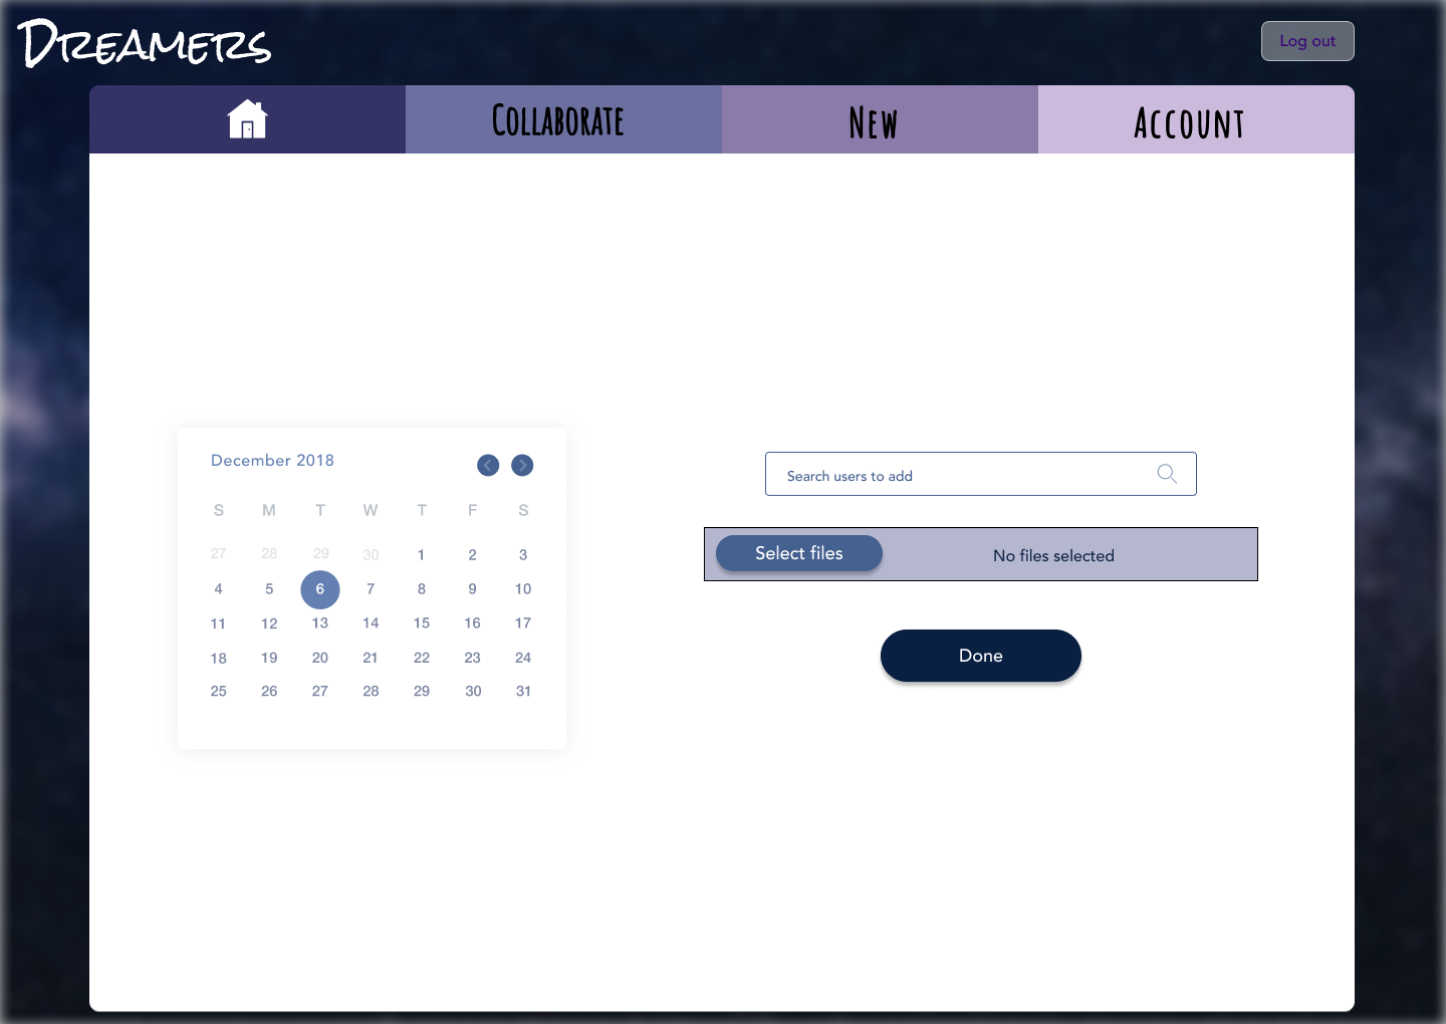 Dreamers
Log out
Collaborate
New
Account
December 2018
S M T W T F S
27 28 29 30 1 2 3
4 5 6 7 8 9 10
11 12 13 14 15 16 17
18 19 20 21 22 23 24
25 26 27 28 29 30 31
Search users to add
Select files
No files selected
Done